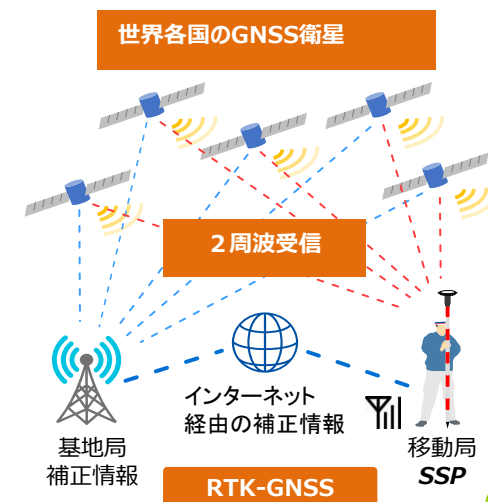 世界各国のGNSS衛星
２周波受信
インターネット
経由の補正情報
基地局
補正情報
移動局
SSP
RTK-GNSS